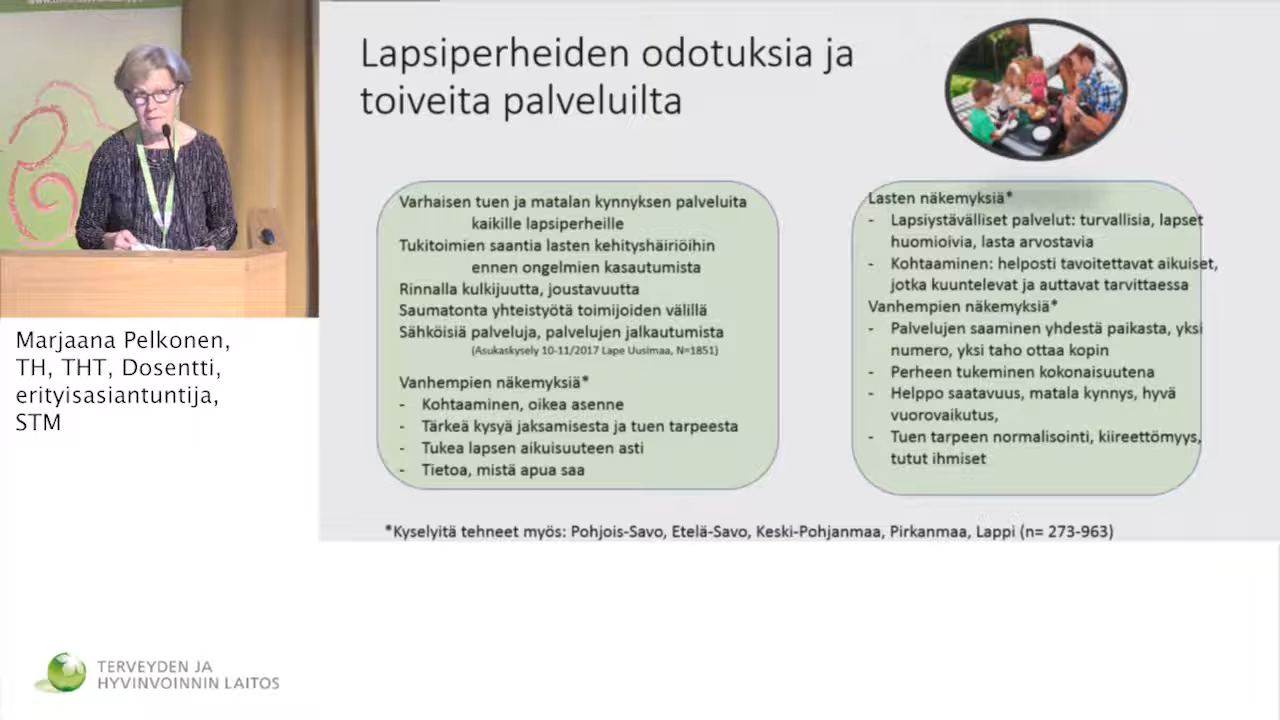 Lapsiperheiden odotuksia ja
toiveita palveluilta
Varhaisen tuen ja matalan kynnyksen palveluita
kaikille lapsiperheille
Tukitoimien saantia lasten kehityshäiriöihin
ennen ongelmien kasautumista
Rinnalla kulkijuutta, joustavuutta
Saumatonta yhteistyötä toimijoiden välillä
Sähköisiä palveluja, palvelujen jalkautumista
(Asukaskysely 10-11/2017 Lape Uusimaa, N=1851)
Vanhempien näkemyksiä*
- Kohtaaminen, oikea asenne
- Tärkeä kysyä jaksamisesta ja tuen tarpeesta
- Tukea lapsen aikuisuuteen asti
- Tietoa, mistä apua saa
Lasten näkemyksiä*
- Lapsiystävälliset palvelut: turvallisia, lapset
huomioivia, lasta arvostavia
- Kohtaaminen: helposti tavoitettavat aikuiset,
jotka kuuntelevat ja auttavat tarvittaessa
Vanhempien näkemyksiä*
- Palvelujen saaminen yhdestä paikasta, yksi
numero, yksi taho ottaa kopin
- Perheen tukeminen kokonaisuutena
- Helppo saatavuus, matala kynnys, hyvä
vuorovaikutus,
- Tuen tarpeen normalisointi, kiireettömyys,
tutut ihmiset
*Kyselyitä tehneet myös: Pohjois-Savo, Etelä-Savo, Keski-Pohjanmaa, Pirkanmaa, Lappi (n= 273-963)
Marjaana Pelkonen,
TH, THT, Dosentti,
erityisasiantuntija,
STM
TERVEYDEN JA
HYVINVOINNIN LAITOS